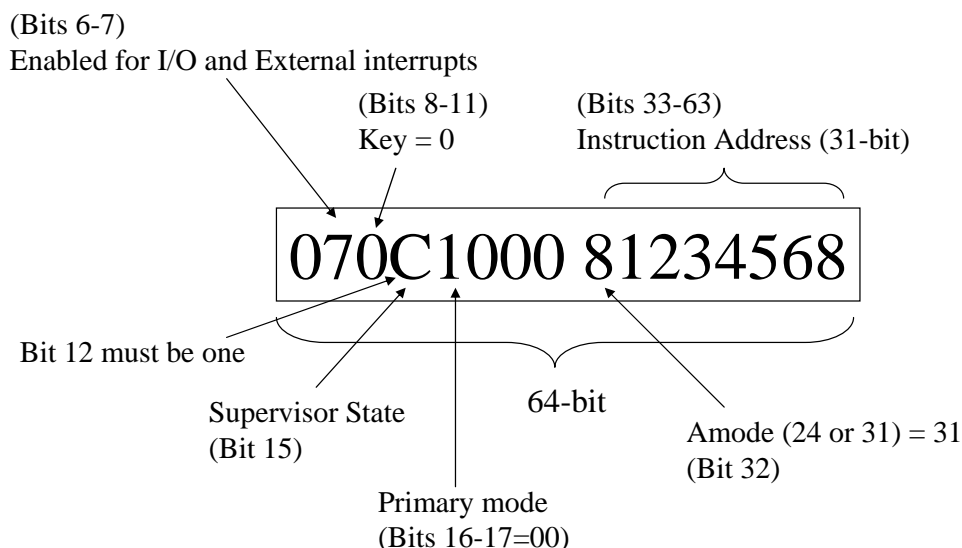 (Bits 6-7)
Enabled for I/O and External interrupts
(Bits 8-11)
Key = 0
(Bits 33-63)
Instruction Address (31-bit)
070C1000 81234568
Bit 12 must be one
64-bit
Supervisor State
(Bit 15)
Amode (24 or 31) = 31
(Bit 32)
Primary mode
(Bits 16-17=00)